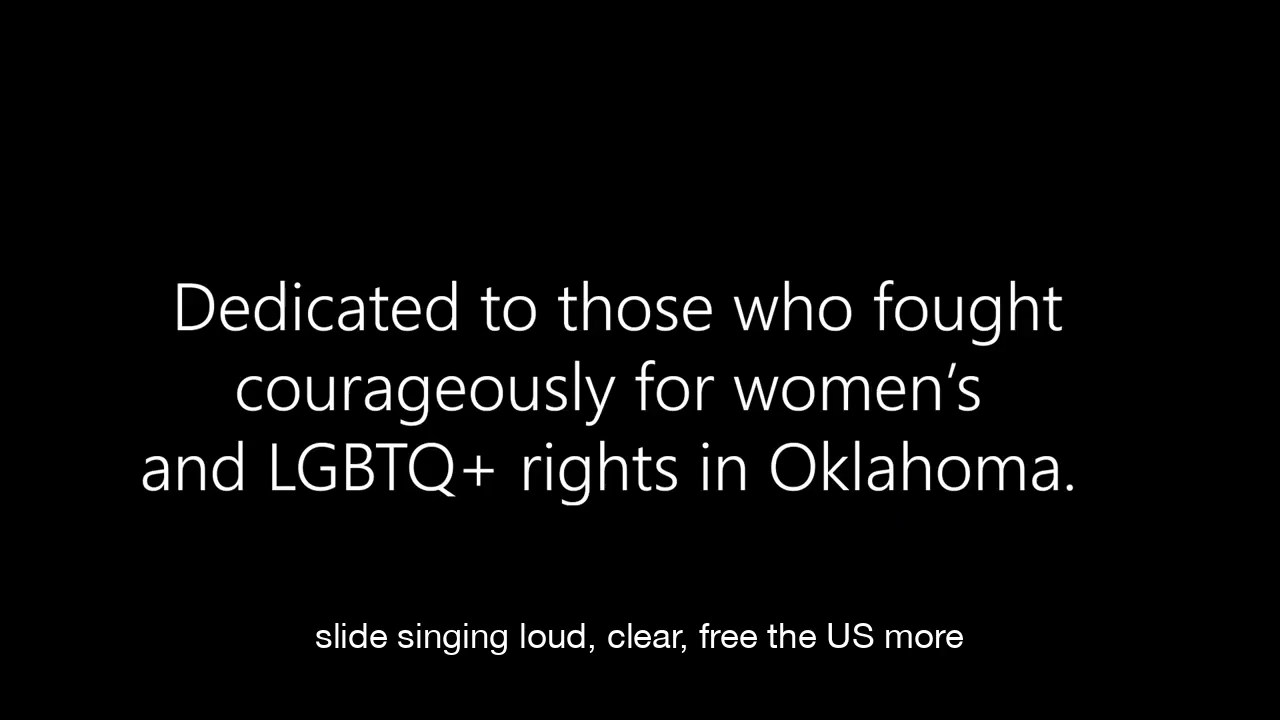 Dedicated to those who fought
courageously for women’s
and LGBTQ+ rights in Oklahoma.
slide singing loud, clear, free the US more